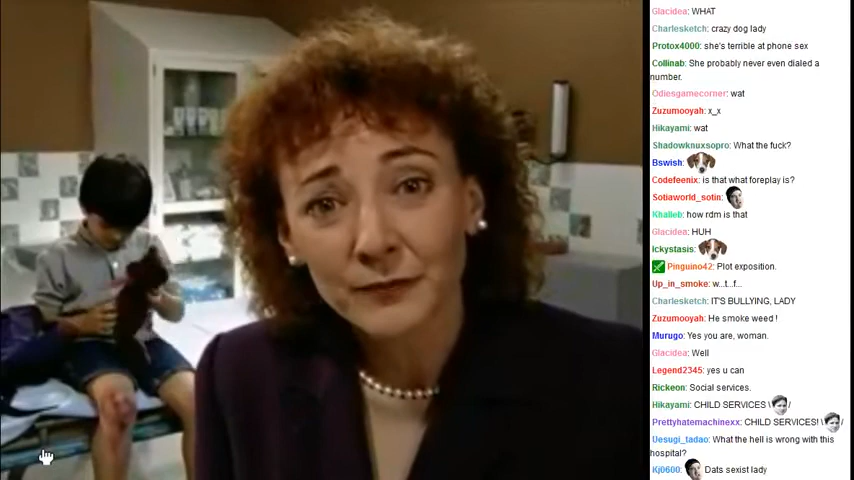 Glacidea: WHAT
Charlesketch: crazy dog lady
Protox4000: she's terrible at phone sex
Collinab: She probably never even dialed a
number.
Odiesgamecorner: wat
Zuzumooyah: x_x
Hikayami: wat
Shadowknuxsopro: What the fuck?
Bswish:
Codefeenix: is that what foreplay is?
Sotiaworld_sotin:
Khalleb: how rdm is that
Glacidea: HUH
Ickystasis:
Pinguino42: Plot exposition.
Up_in_smoke: w...t...f...
Charlesketch: IT'S BULLYING, LADY
Zuzumooyah: He smoke weed !
Murugo: Yes you are, woman.
Glacidea: Well
Legend2345: yes u can
Rickeon: Social services.
Hikayami: CHILD SERVICES \ /
Prettyhatemachinexx: CHILD SERVICES! \ /
Uesugi_tadao: What the hell is wrong with this
hospital?
Kj0600: Dats sexist lady